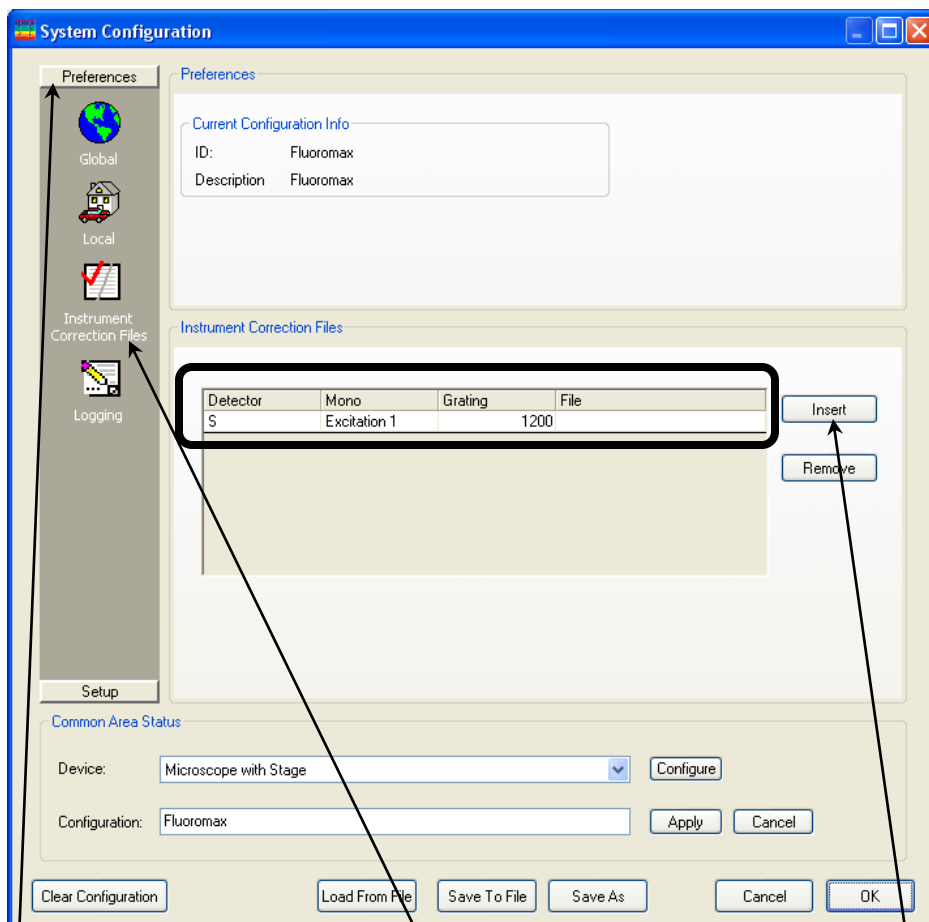 System Configuration
Preferences
Global
Local
Instrument
Correction Files
Logging
Setup
Preferences
Current Configuration Info
ID: Fluoromax
Description Fluoromax
Instrument Correction Files
Detector Mono Grating File
S Excitation 1 1200
Insert
Remove
Common Area Status
Device: Microscope with Stage Configure
Configuration: Fluoromax Apply Cancel
Clear Configuration Load From File Save To File Save As Cancel OK